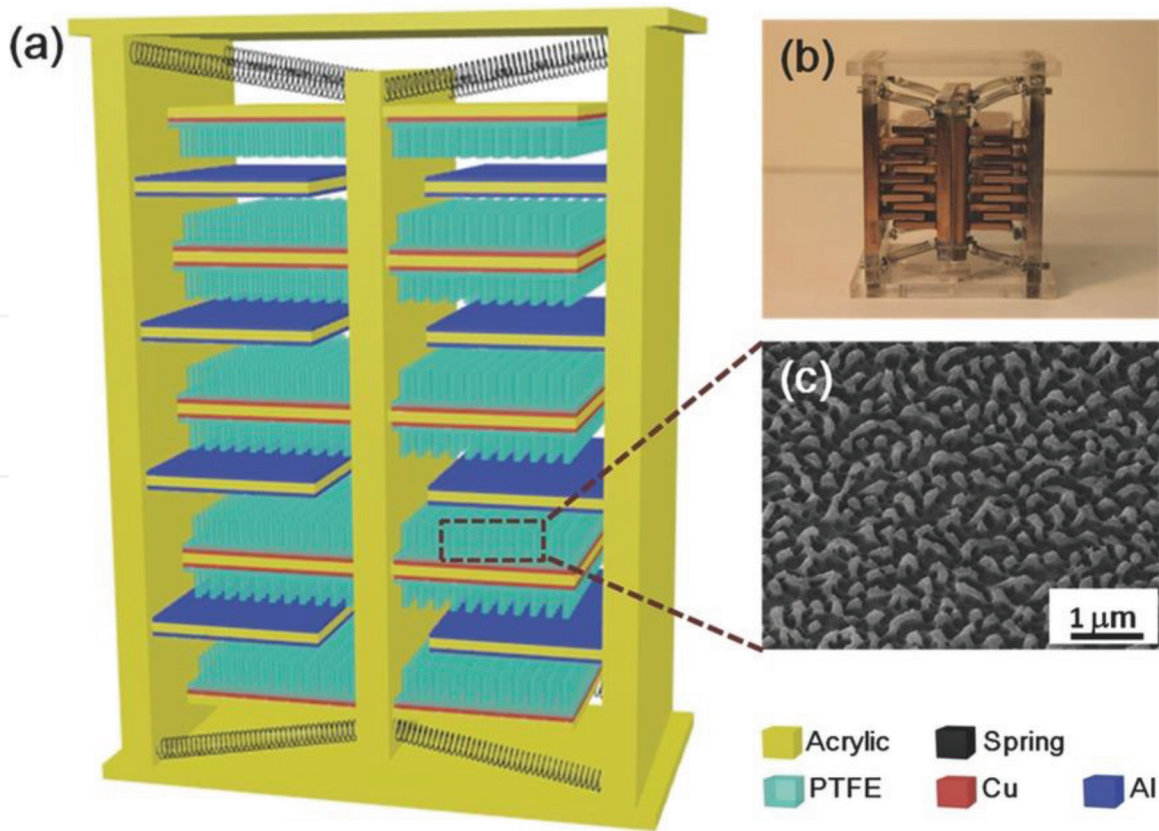 (a)
(b)
(c)
1 μm
Acrylic Spring
PTFE Cu Al